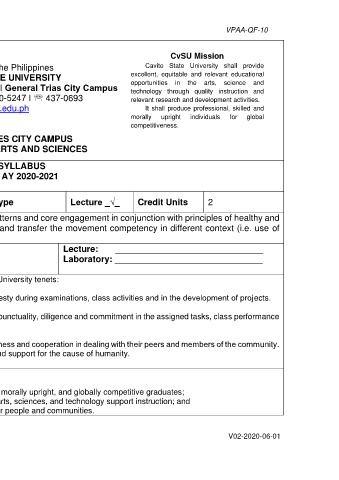 VPAA-QF-10
he Philippines
E UNIVERSITY
l General Trias City Campus
0-5247 I ☏ 437-0693
.edu.ph
CvSU Mission
Cavite State University shall provide
excellent, equitable and relevant educational
opportunities in the arts, science and
technology through quality instruction and
relevant research and development activities.
It shall produce professional, skilled and
morally upright individuals for global
competitiveness.
ES CITY CAMPUS
ARTS AND SCIENCES
SYLLABUS
AY 2020-2021
ype Lecture _√_ Credit Units 2
tterns and core engagement in conjunction with principles of healthy and
and transfer the movement competency in different context (i.e. use of
Lecture:
Laboratory:
University tenets:
esty during examinations, class activities and in the development of projects.
punctuality, diligence and commitment in the assigned tasks, class performance
ness and cooperation in dealing with their peers and members of the community.
nd support for the cause of humanity.
morally upright, and globally competitive graduates;
arts, sciences, and technology support instruction; and
r people and communities.
V02-2020-06-01